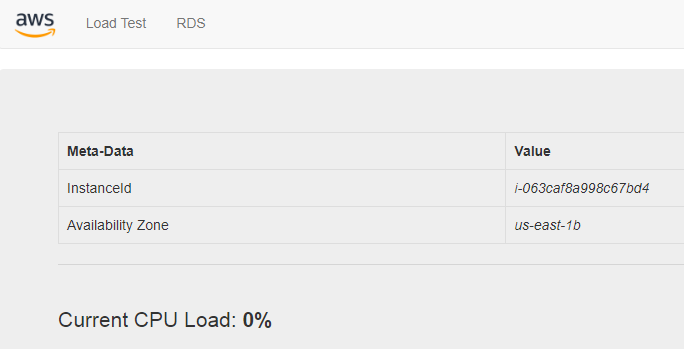 aws Load Test RDS
Meta-Data Value
InstanceId i-063caf8a998c67bd4
Availability Zone us-east-1b
Current CPU Load: 0%